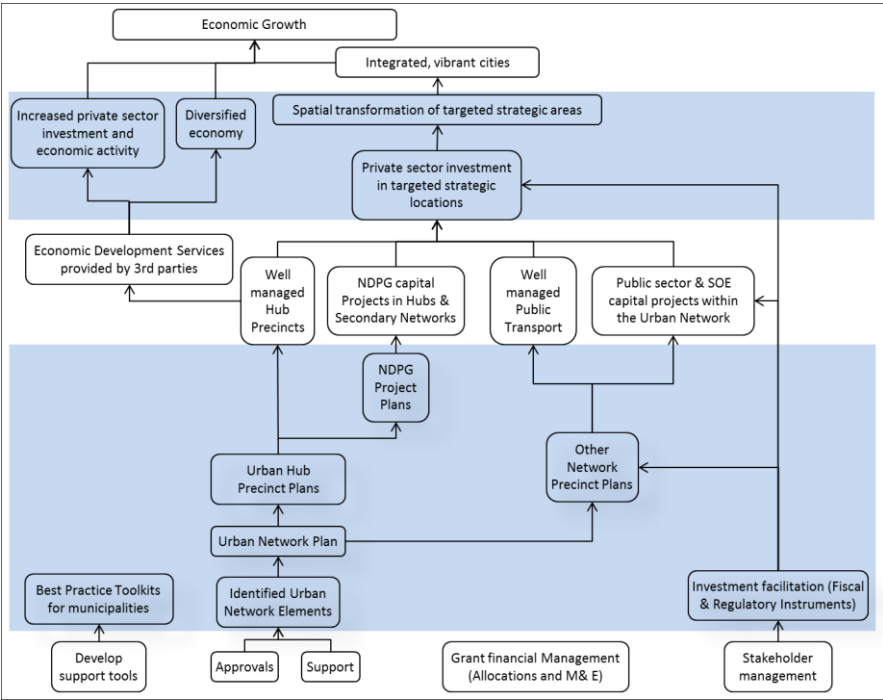 Economic Growth
Integrated, vibrant cities
Increased private sector
investment and
economic activity
Diversified
economy
Spatial transformation of targeted strategic areas
Private sector investment
in targeted strategic
locations
Economic Development Services
provided by 3rd parties
Well
managed
Hub
Precincts
NDPG capital
Projects in Hubs &
Secondary Networks
Well
managed
Public
Transport
Public sector & SOE
capital projects within
the Urban Network
NDPG
Project
Plans
Urban Hub
Precinct Plans
Other
Network
Precinct Plans
Urban Network Plan
Best Practice Toolkits
for municipalities
Identified Urban
Network Elements
Investment facilitation (Fiscal
& Regulatory Instruments)
Develop
support tools
Approvals
Support
Grant financial Management
(Allocations and M& E)
Stakeholder
management